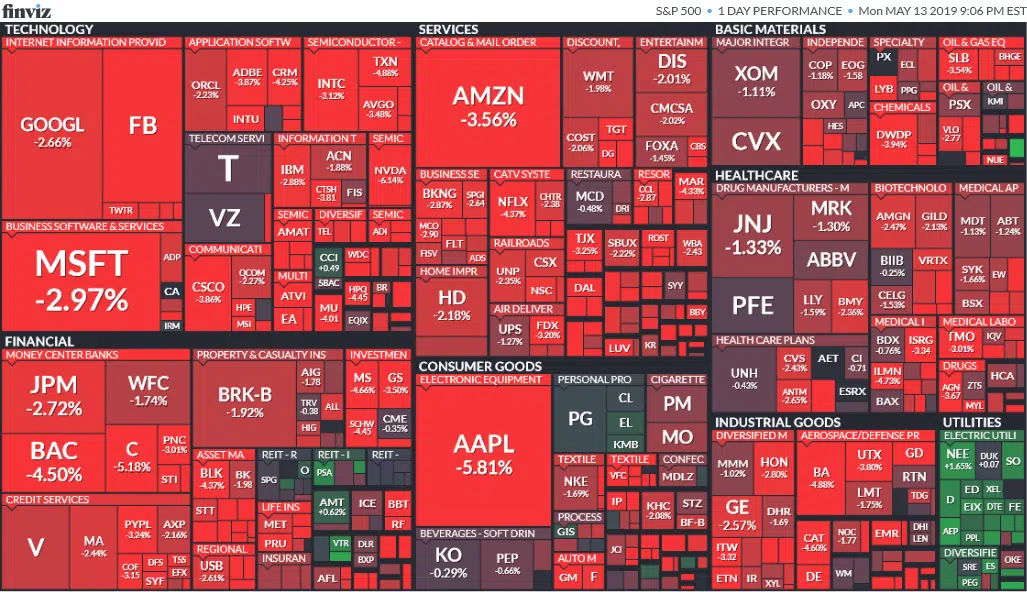 finviz
S&P 500 • 1 DAY PERFORMANCE • Mon MAY 13 2019 9:06 PM EST
TECHNOLOGY
INTERNET INFORMATION PROVID
GOOGL
-2.66%
FB
TWTR
APPLICATION SOFTW
ORCL
-2.23%
ADBE
-3.87%
CRM
-4.25%
INTU
SEMICONDUCTOR -
INTC
-3.12%
TXN
-4.88%
AVGO
-3.48%
BUSINESS SOFTWARE & SERVICES
MSFT
-2.97%
ADP
CA
IRM
TELECOM SERVI
T
VZ
INFORMATION T
IBM
-2.88%
ACN
-1.88%
CTSH
-3.81
FIS
SEMIC
NVDA
-6.14%
SEMIC
AMAT
DIVERSIF
TEL
SEMIC
ADI
COMMUNICATI
CSCO
-3.86%
QCOM
-2.27%
HPE
MSI
MULTI
ATVI
EA
CCI
+0.49
SBAC
WDC
HPQ
-4.45
BR
MU
-4.01
EQIX
FINANCIAL
MONEY CENTER BANKS
JPM
-2.72%
WFC
-1.74%
BAC
-4.50%
C
-5.18%
PNC
-3.01%
STI
CREDIT SERVICES
V
MA
-2.44%
PYPL
-3.24%
AXP
-2.16%
COF
-3.15
DFS
TSS
SYF
EFX
PROPERTY & CASUALTY INS
BRK-B
-1.92%
AIG
-1.78
TRV
-0.38
ALL
HIG
INVESTMEN
MS
-4.66%
GS
-3.50%
SCHW
-4.45
CME
-0.35%
ASSET MA
BLK
-4.37%
BK
-1.98
STT
REIT - R
SPG
O
REIT - I
PSA
REIT -
AMT
+0.62%
ICE
BBT
RF
LIFE INS
MET
PRU
VTR
DLR
BXP
REGIONAL
USB
-2.61%
INSURAN
AFL
SERVICES
CATALOG & MAIL ORDER
AMZN
-3.56%
DISCOUNT,
WMT
-1.98%
COST
-2.06%
TGT
DG
ENTERTAINM
DIS
-2.01%
CMCSA
-2.02%
FOXA
-1.45%
CBS
BUSINESS SE
BKNG
-2.87%
SPGI
-2.64
MCO
-2.90
FLT
FISV
ADS
CATV SYSTE
NFLX
-4.37%
CHTR
-2.38
RESTAURA
MCD
-0.48%
DRI
RESOR
CCL
-2.87
MAR
-4.33%
RAILROADS
UNP
-2.35%
CSX
NSC
TJX
-3.25%
SBUX
-2.22%
ROST
WBA
-2.43
HOME IMPR
HD
-2.18%
AIR DELIVER
UPS
-1.27%
FDX
-3.20%
DAL
SYY
BBY
LUV
KR
CONSUMER GOODS
ELECTRONIC EQUIPMENT
AAPL
-5.81%
PERSONAL PRO
PG
CL
EL
KMB
CIGARETTE
PM
MO
TEXTILE
NKE
-1.69%
TEXTILE
VFC
CONFEC
MDLZ
PROCESS
GIS
IP
KHC
-2.08%
STZ
BF-B
BEVERAGES - SOFT DRIN
KO
-0.29%
PEP
-0.66%
AUTO M
GM
F
JCI
BASIC MATERIALS
MAJOR INTEGR
XOM
-1.11%
CVX
INDEPENDE
COP
-1.18%
EOG
-1.58
OXY
APC
HES
SPECIALTY
PX
ECL
LYB
PPG
CHEMICALS
DWDP
-3.94%
OIL & GAS EQ
SLB
-3.54%
BHGE
OIL &
PSX
VLO
-2.77
OIL &
KMI
NUE
HEALTHCARE
DRUG MANUFACTURERS - M
JNJ
-1.33%
MRK
-1.30%
ABBV
PFE
LLY
-1.59%
BMY
-2.36%
BIOTECHNOLO
AMGN
-2.47%
GILD
-2.13%
BIIB
-0.25%
VRTX
CELG
-1.53%
MEDICAL AP
MDT
-1.13%
ABT
-1.24%
SYK
-1.66%
EW
BSX
HEALTH CARE PLANS
UNH
-0.43%
CVS
-2.43%
AET
CI
-0.71
ANTM
-2.65%
ESRX
MEDICAL I
BDX
-0.76%
ISRG
-3.34
ILMN
-4.73%
BAX
MEDICAL LABO
TMO
-3.01%
IQV
DRUGS
AGN
-3.67
ZTS
MYL
HCA
INDUSTRIAL GOODS
DIVERSIFIED M
MMM
-1.02%
HON
-2.80%
GE
-2.57%
DHR
-1.69
ITW
-3.32
ETN
IR
XYL
AEROSPACE/DEFENSE PR
BA
-4.88%
UTX
-3.80%
GD
RTN
LMT
-1.75%
TDG
CAT
-4.60%
NOC
-1.77
EMR
DHI
LEN
DE
WM
UTILITIES
ELECTRIC UTILI
NEE
+1.65%
DUK
+0.07
SO
D
ED
XEL
EIX
DTE
FE
AEP
PPL
DIVERSIFIE
SRE
ES
OKE
PEG